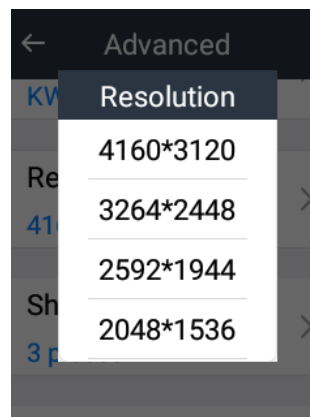 Advanced
KW
Resolution
4160*3120
Re
3264*2448
41
2592*1944
Sh
2048*1536
3 p